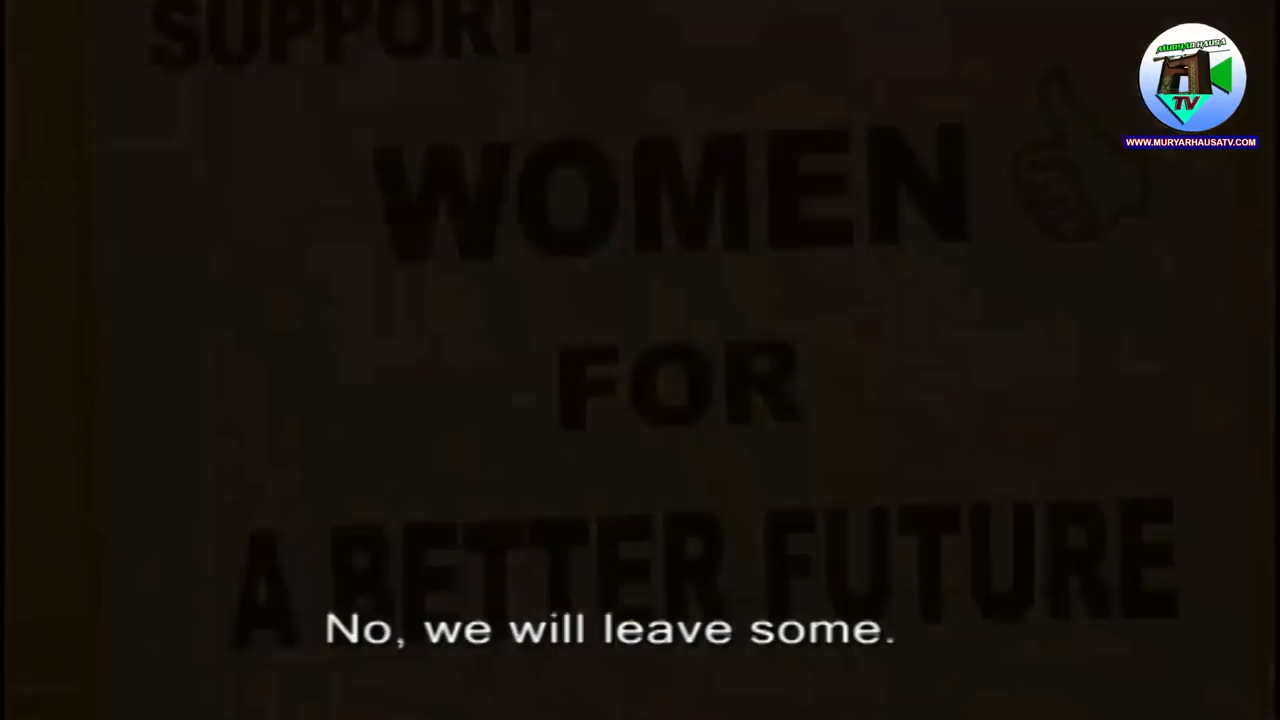 SUPPORT
WOMEN
FOR
A BETTER FUTURE
No, we will leave some.
MURYAR HAUSA
TV
WWW.MURYARHAUSATV.COM